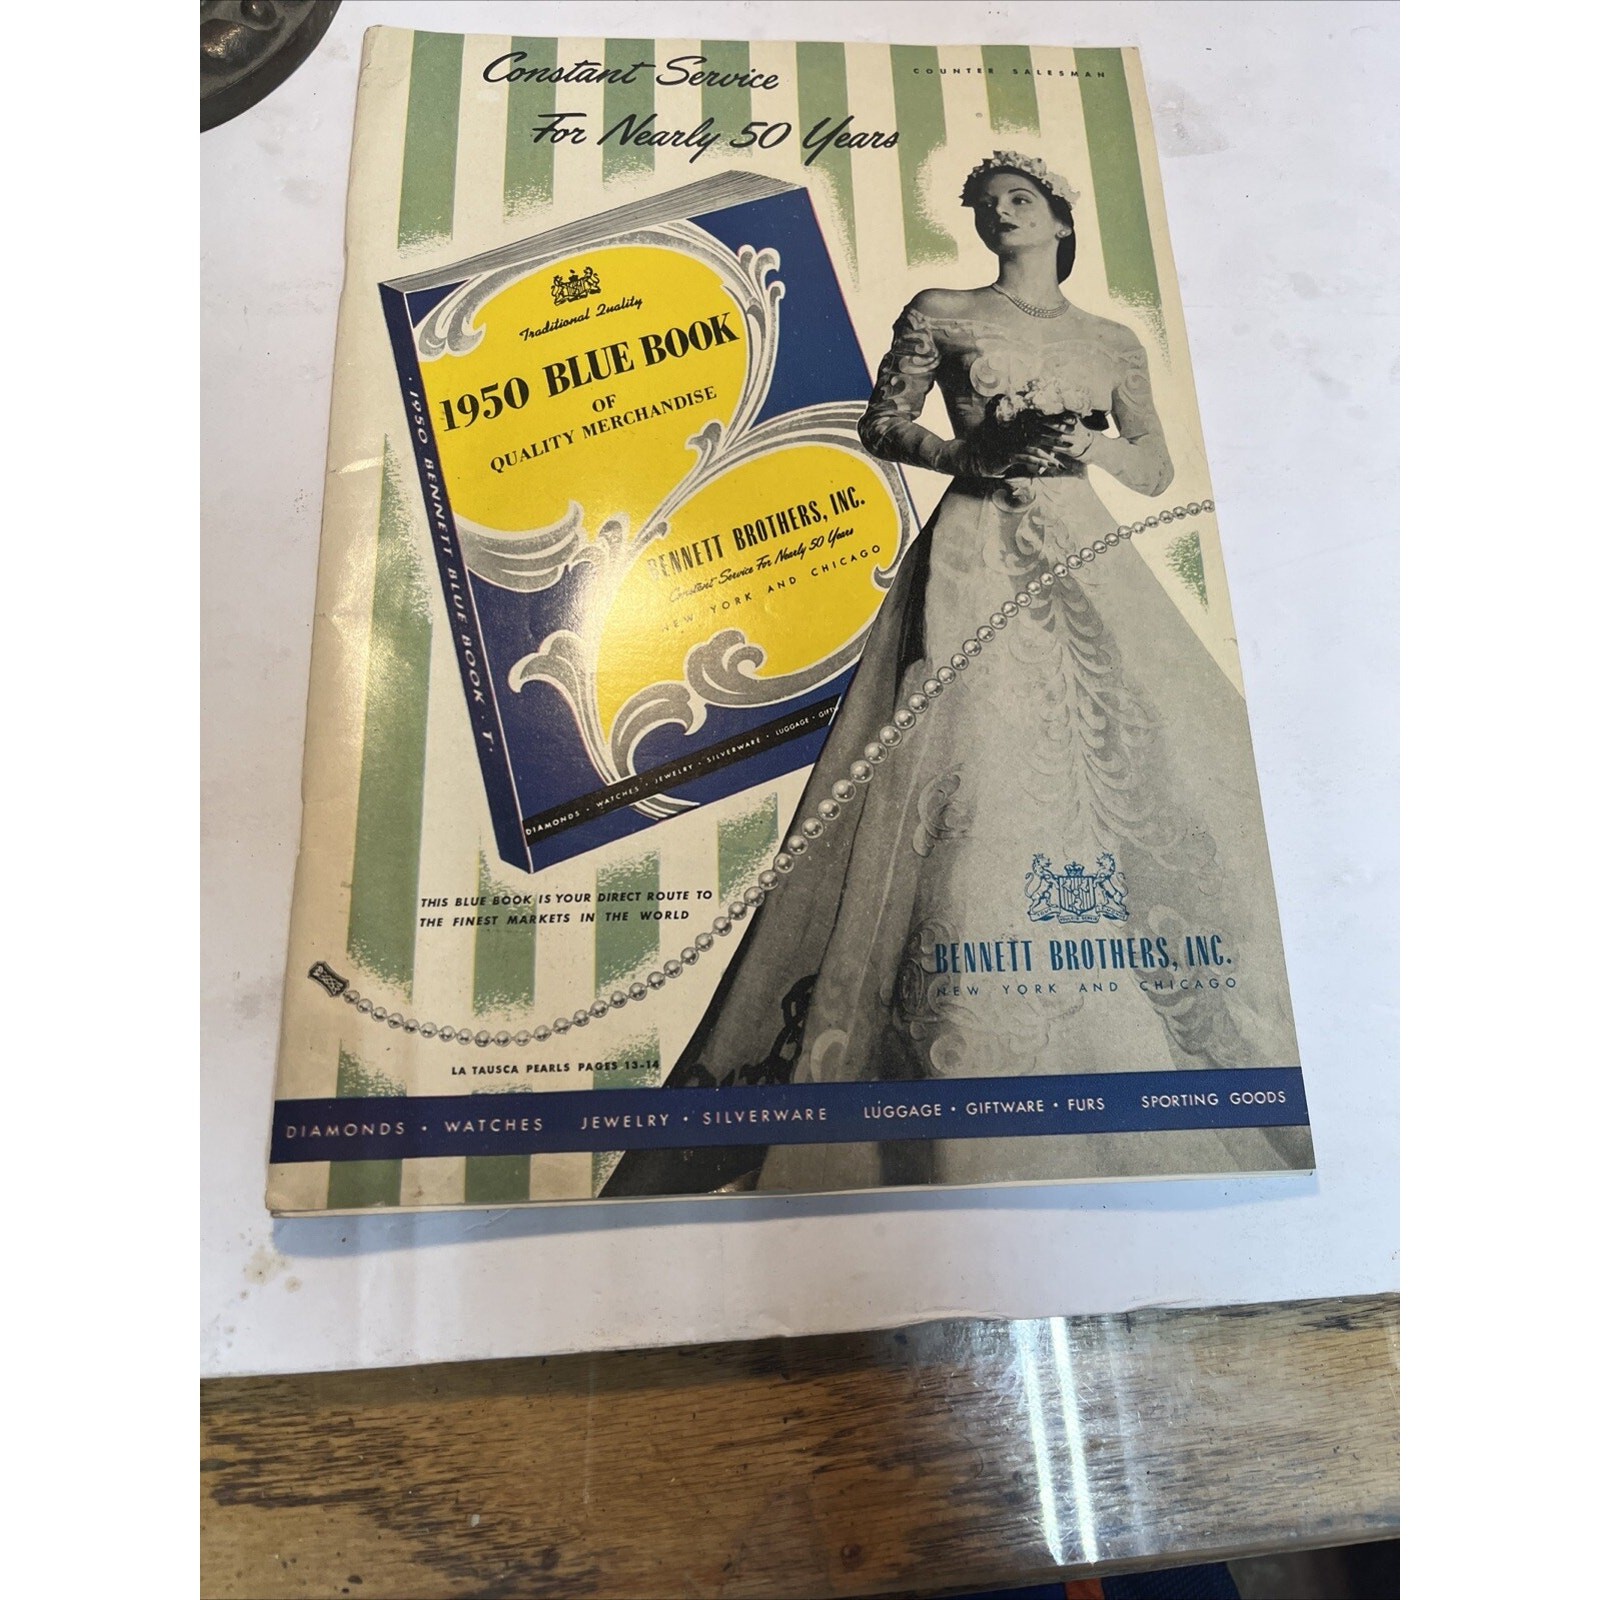 Constant Service
For Nearly 50 Years
COUNTER SALESMAN
Traditional Quality
1950 BLUE BOOK
OF
QUALITY MERCHANDISE
BENNETT BROTHERS, INC.
Constant Service For Nearly 50 Years
NEW YORK AND CHICAGO
DIAMONDS • WATCHES • JEWELRY • SILVERWARE • LUGGAGE • GIFTW
• 1950 BENNETT BLUE BOOK • T •
THIS BLUE BOOK IS YOUR DIRECT ROUTE TO
THE FINEST MARKETS IN THE WORLD
BENNETT BROTHERS, INC.
NEW YORK AND CHICAGO
LA TAUSCA PEARLS PAGES 13-14
DIAMONDS • WATCHES JEWELRY • SILVERWARE LUGGAGE • GIFTWARE • FURS SPORTING GOODS